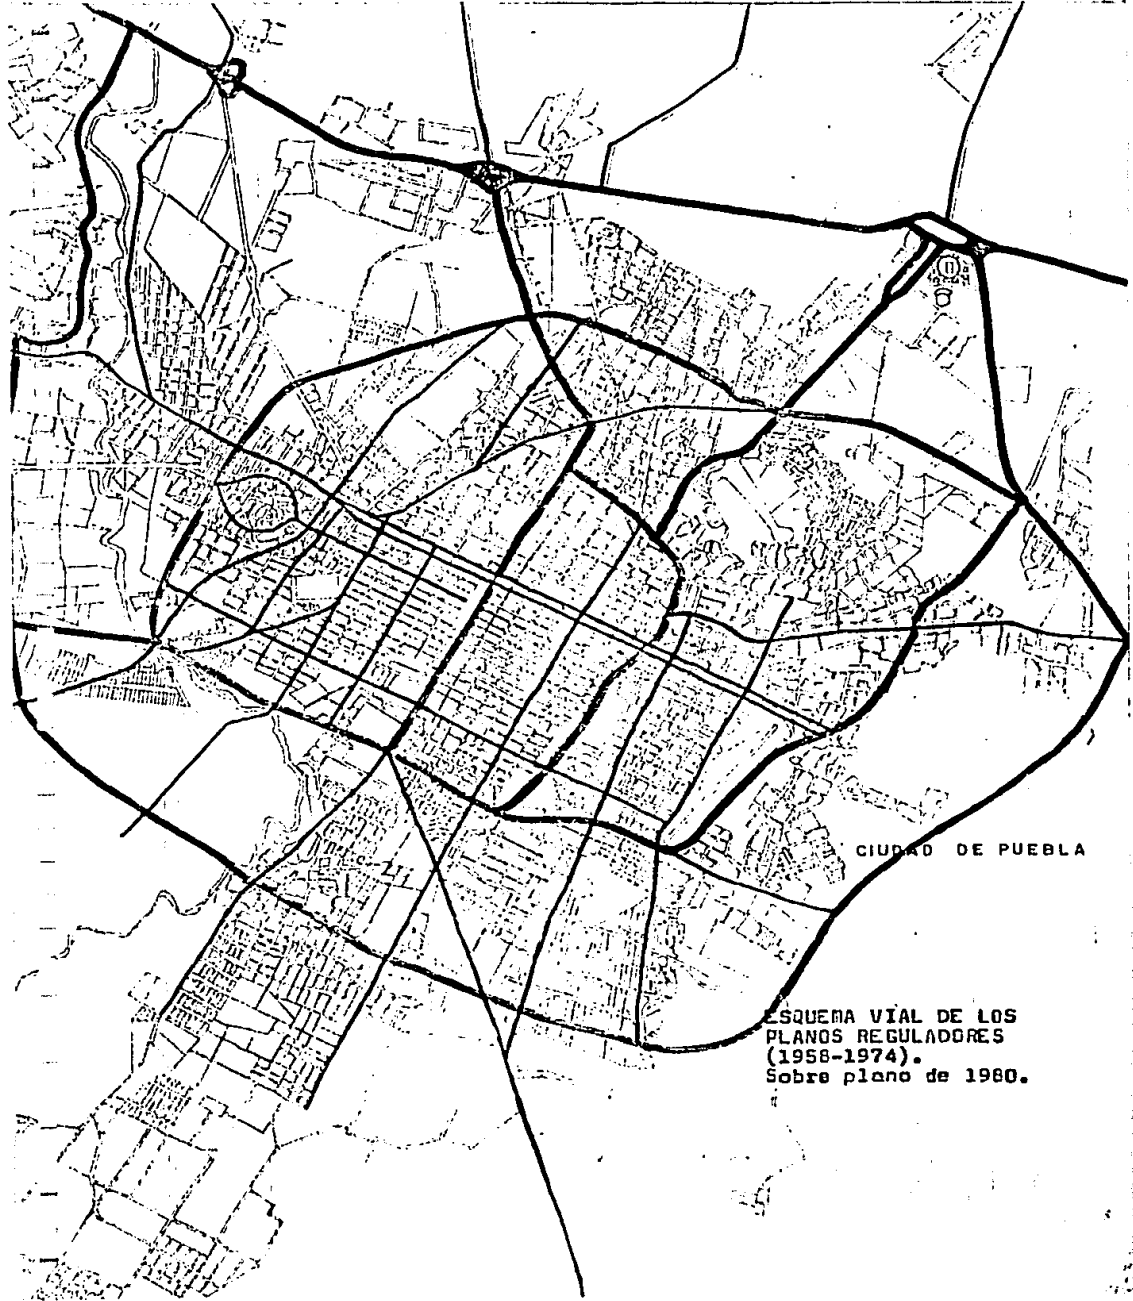 CIUDAD DE PUEBLA
ESQUEMA VIAL DE LOS
PLANOS REGULADORES
(1958-1974).
Sobre plano de 1980.